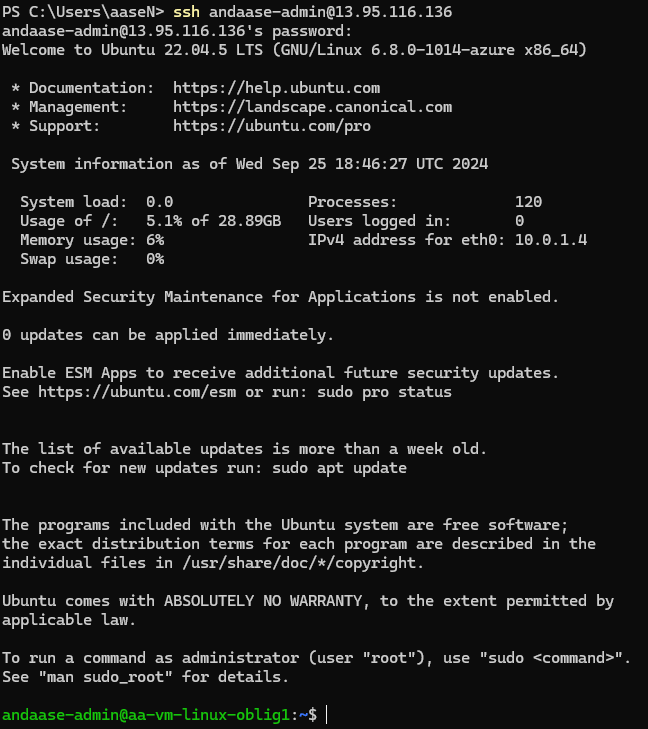 PS C:\Users\aaseN> ssh andaase-admin@13.95.116.136
andaase-admin@13.95.116.136's password:
Welcome to Ubuntu 22.04.5 LTS (GNU/Linux 6.8.0-1014-azure x86_64)
* Documentation:  https://help.ubuntu.com
* Management:     https://landscape.canonical.com
* Support:        https://ubuntu.com/pro
System information as of Wed Sep 25 18:46:27 UTC 2024
System load:  0.0                Processes:             120
Usage of /:   5.1% of 28.89GB   Users logged in:       0
Memory usage: 6%                IPv4 address for eth0: 10.0.1.4
Swap usage:   0%
Expanded Security Maintenance for Applications is not enabled.
0 updates can be applied immediately.
Enable ESM Apps to receive additional future security updates.
See https://ubuntu.com/esm or run: sudo pro status
The list of available updates is more than a week old.
To check for new updates run: sudo apt update
The programs included with the Ubuntu system are free software;
the exact distribution terms for each program are described in the
individual files in /usr/share/doc/*/copyright.
Ubuntu comes with ABSOLUTELY NO WARRANTY, to the extent permitted by
applicable law.
To run a command as administrator (user "root"), use "sudo <command>".
See "man sudo_root" for details.
andaase-admin@aa-vm-linux-oblig1:~$